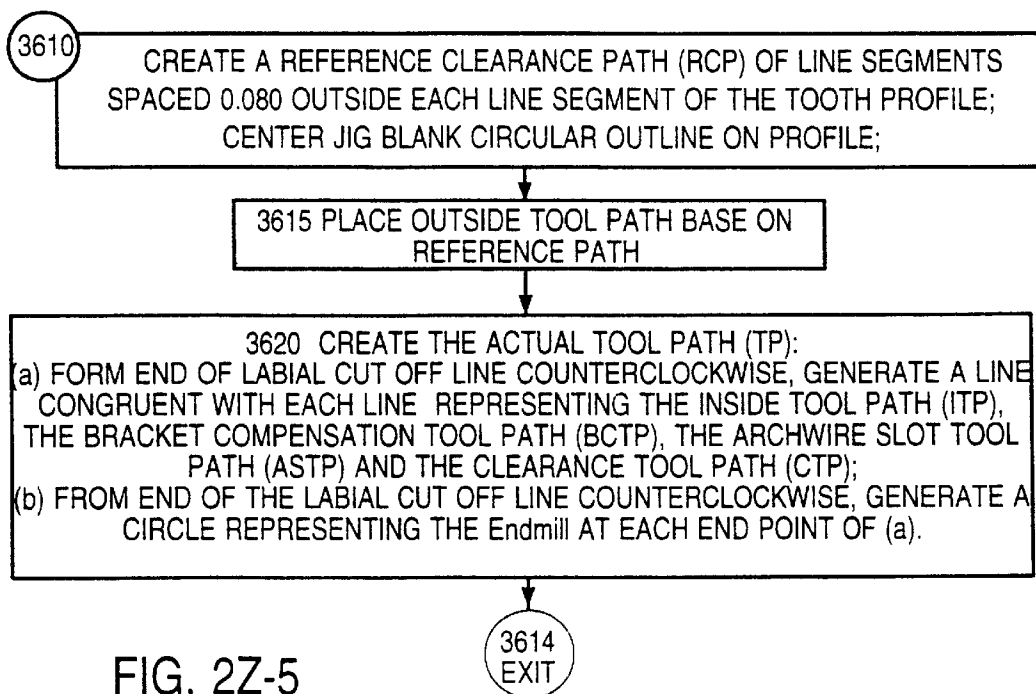 3610
CREATE A REFERENCE CLEARANCE PATH (RCP) OF LINE SEGMENTS
SPACED 0.080 OUTSIDE EACH LINE SEGMENT OF THE TOOTH PROFILE;
CENTER JIG BLANK CIRCULAR OUTLINE ON PROFILE;
3615 PLACE OUTSIDE TOOL PATH BASE ON
REFERENCE PATH
3620 CREATE THE ACTUAL TOOL PATH (TP):
(a) FORM END OF LABIAL CUT OFF LINE COUNTERCLOCKWISE, GENERATE A LINE
CONGRUENT WITH EACH LINE REPRESENTING THE INSIDE TOOL PATH (ITP),
THE BRACKET COMPENSATION TOOL PATH (BCTP), THE ARCHWIRE SLOT TOOL
PATH (ASTP) AND THE CLEARANCE TOOL PATH (CTP);
(b) FROM END OF THE LABIAL CUT OFF LINE COUNTERCLOCKWISE, GENERATE A
CIRCLE REPRESENTING THE Endmill AT EACH END POINT OF (a).
3614
EXIT
FIG. 2Z-5